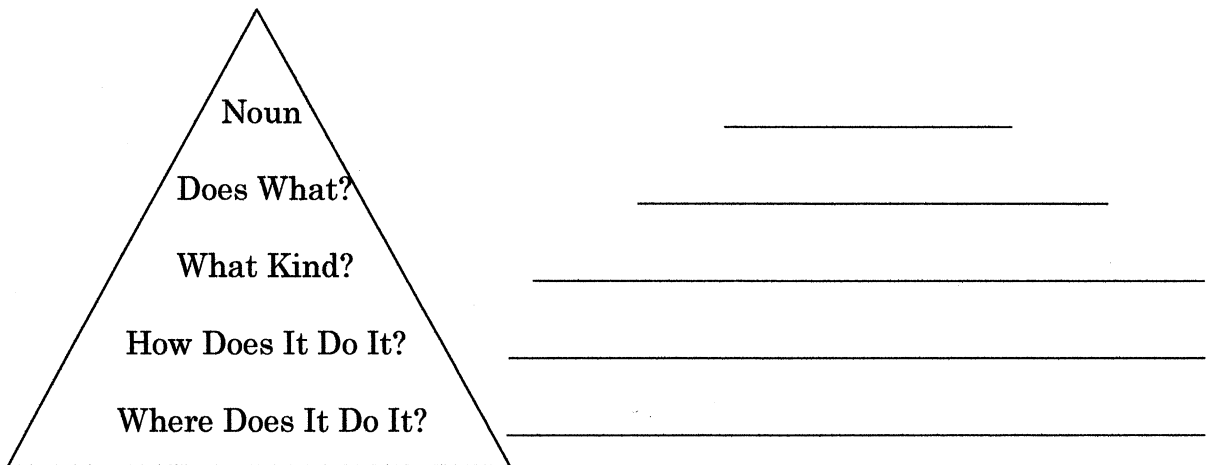 Noun
Does What?
What Kind?
How Does It Do It?
Where Does It Do It?